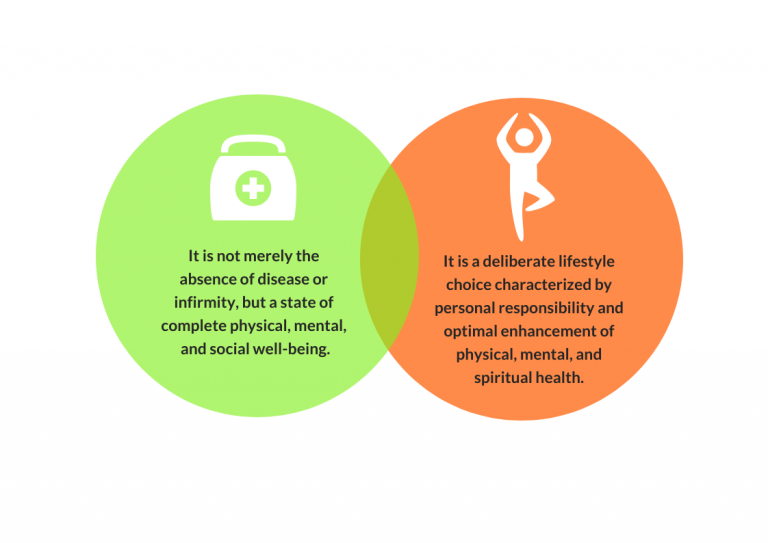 It is not merely the
absence of disease or
infirmity, but a state of
complete physical, mental,
and social well-being.
It is a deliberate lifestyle
choice characterized by
personal responsibility and
optimal enhancement of
physical, mental, and
spiritual health.